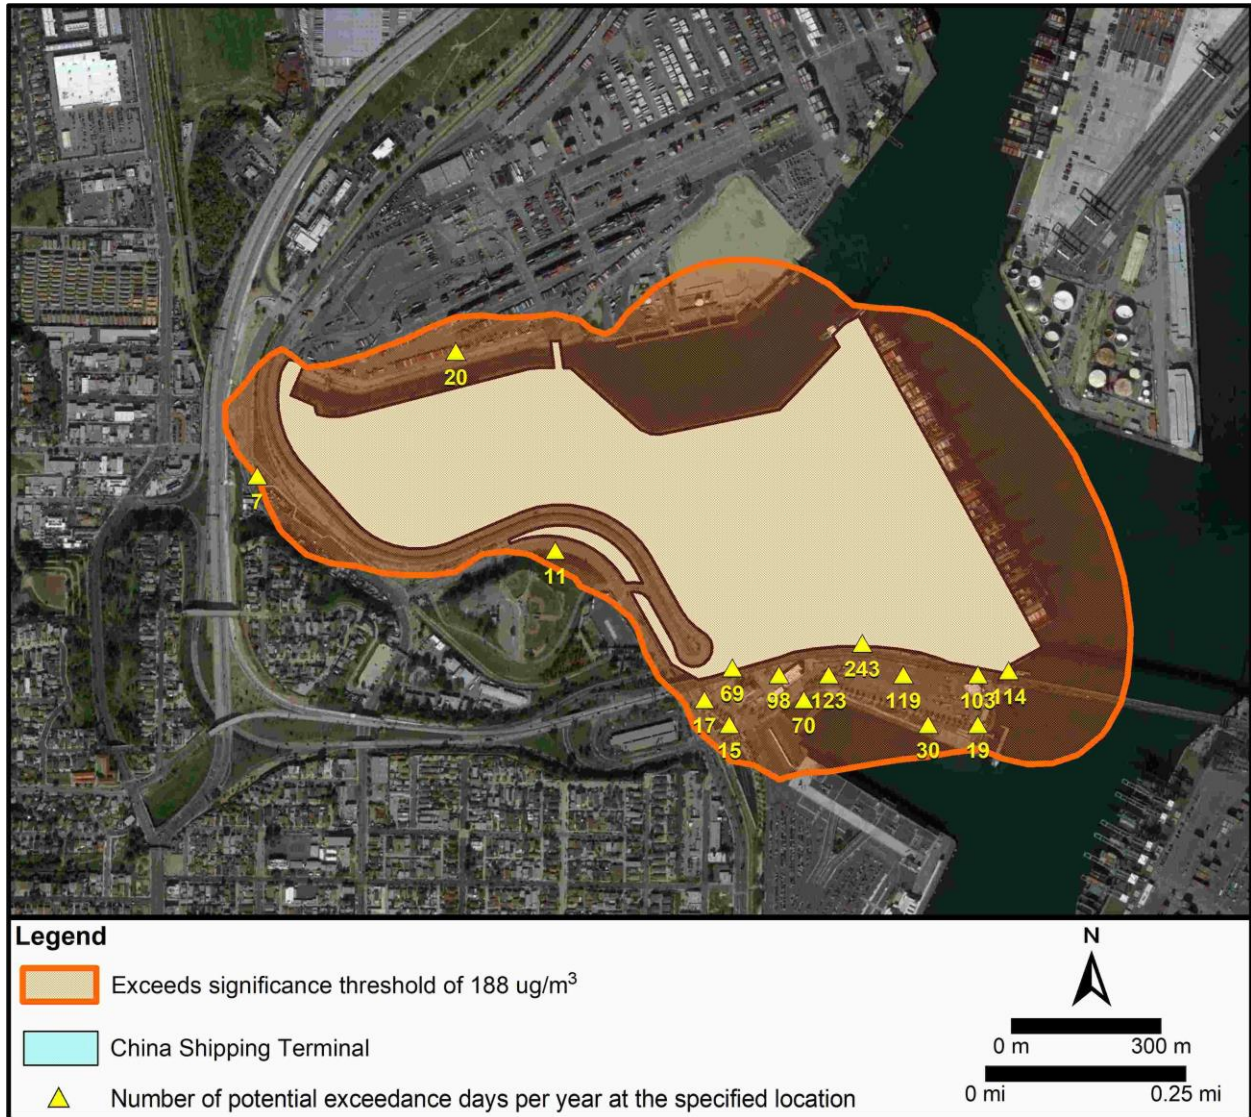 20
7
11
243
69
98
123
119
103
114
17
70
15
30
19
Legend
N
Exceeds significance threshold of 188 ug/m³
China Shipping Terminal
0 m 300 m
Number of potential exceedance days per year at the specified location
0 mi 0.25 mi